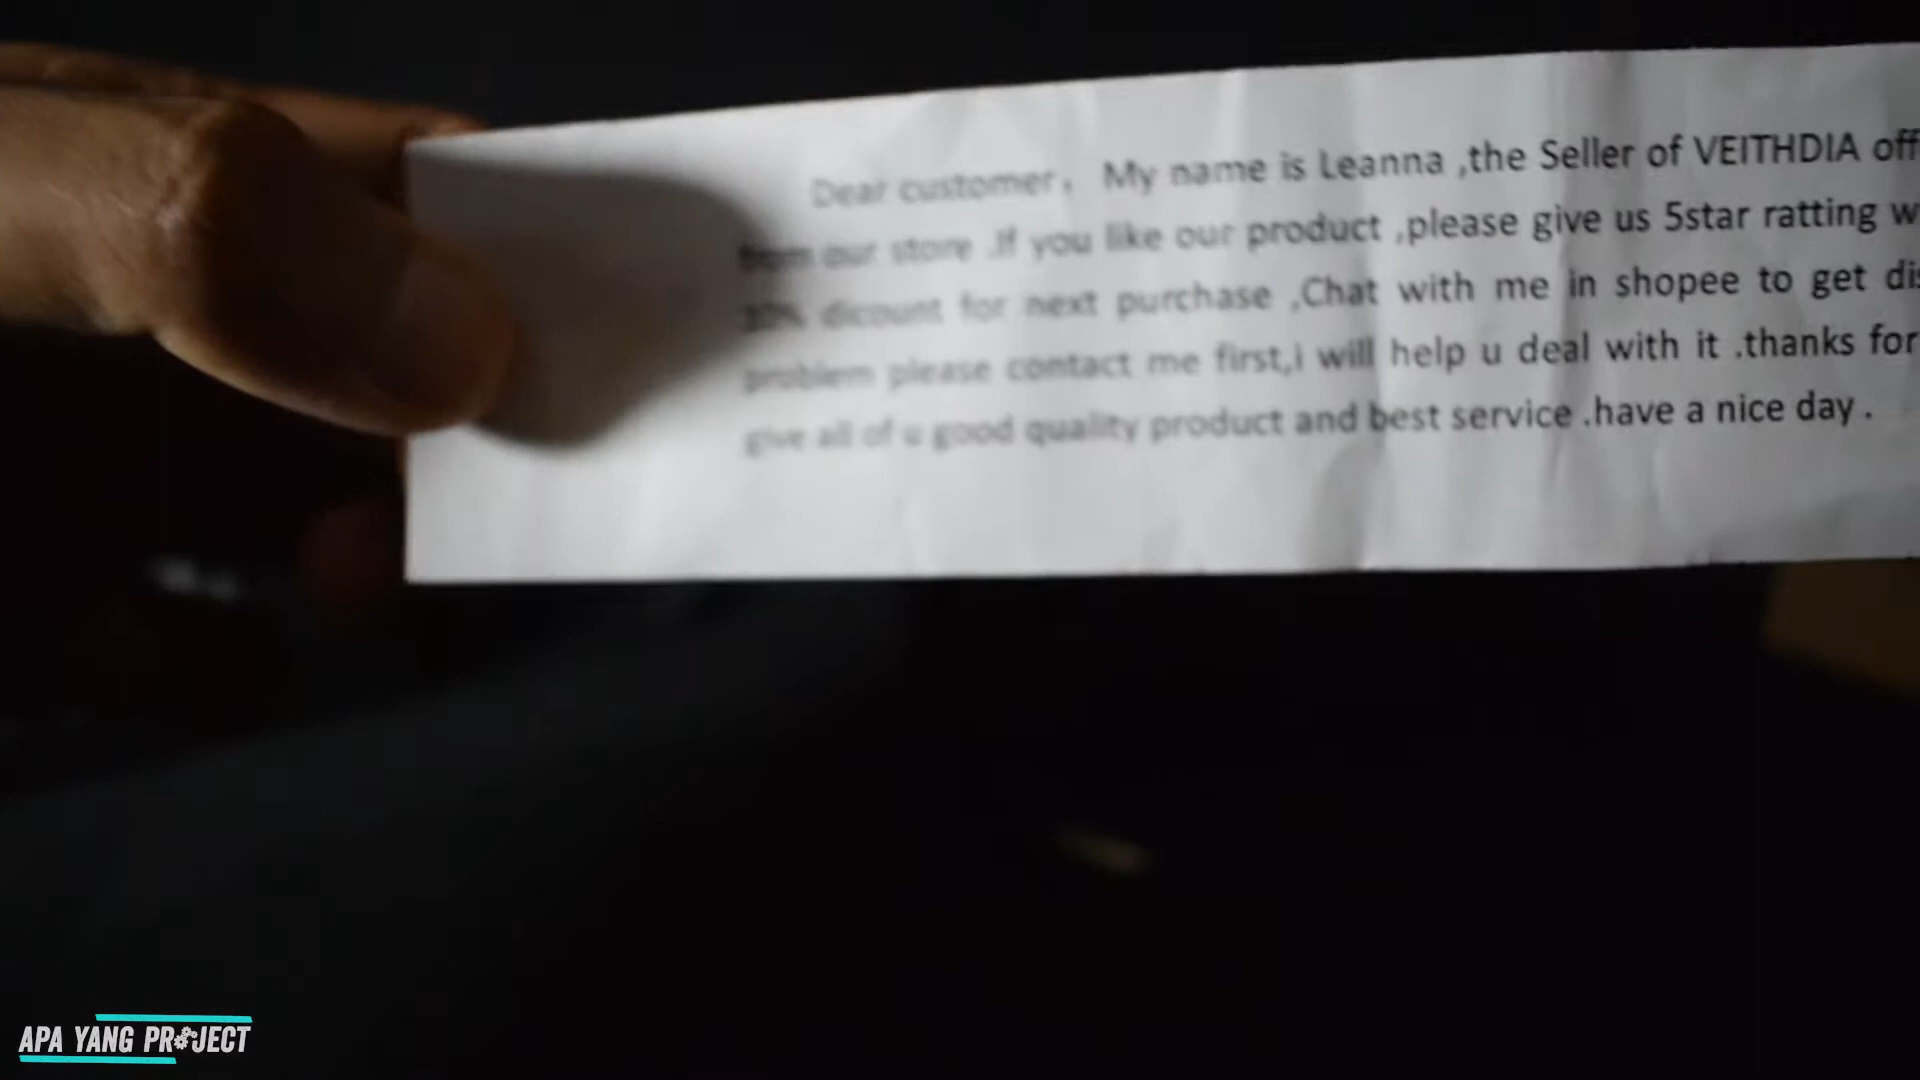 Dear customer, My name is Leanna ,the Seller of VEITHDIA off
from our store .If you like our product ,please give us 5star ratting w
dicount for next purchase ,Chat with me in shopee to get dis
problem please contact me first,i will help u deal with it .thanks for
give all of u good quality product and best service .have a nice day .
APA YANG PROJECT